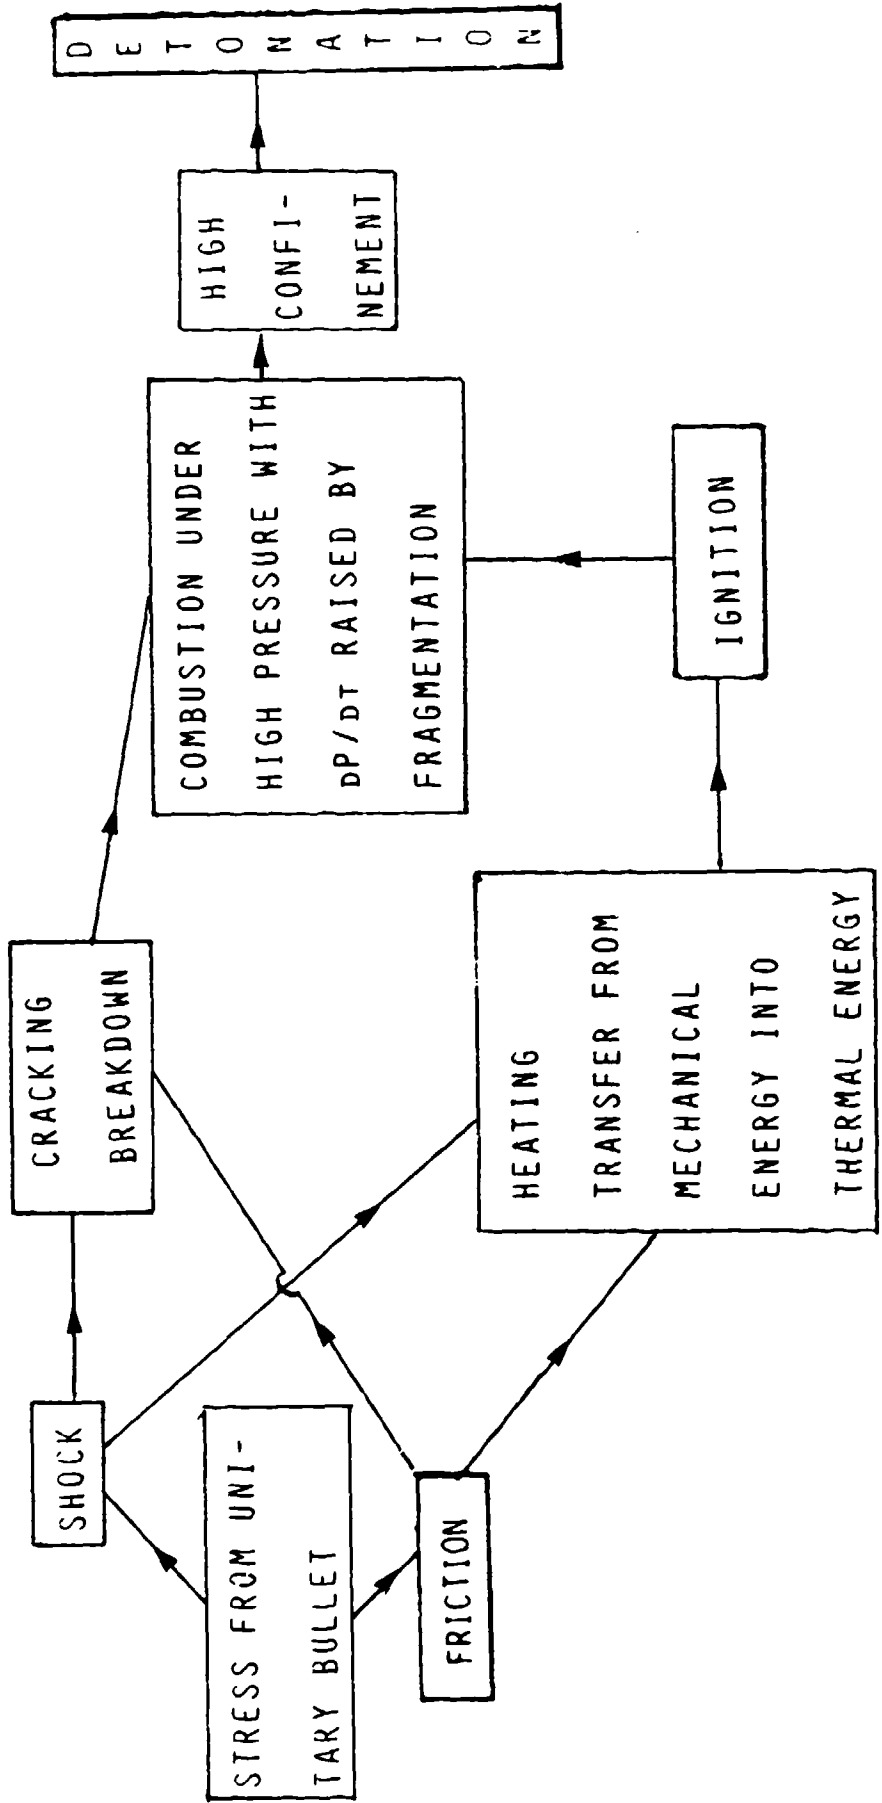 STRESS FROM UNI-
TARY BULLET
SHOCK
FRICTION
CRACKING
BREAKDOWN
HEATING
TRANSFER FROM
MECHANICAL
ENERGY INTO
THERMAL ENERGY
IGNITION
COMBUSTION UNDER
HIGH PRESSURE WITH
DP/DT RAISED BY
FRAGMENTATION
HIGH
CONFI-
NEMENT
DETONATION